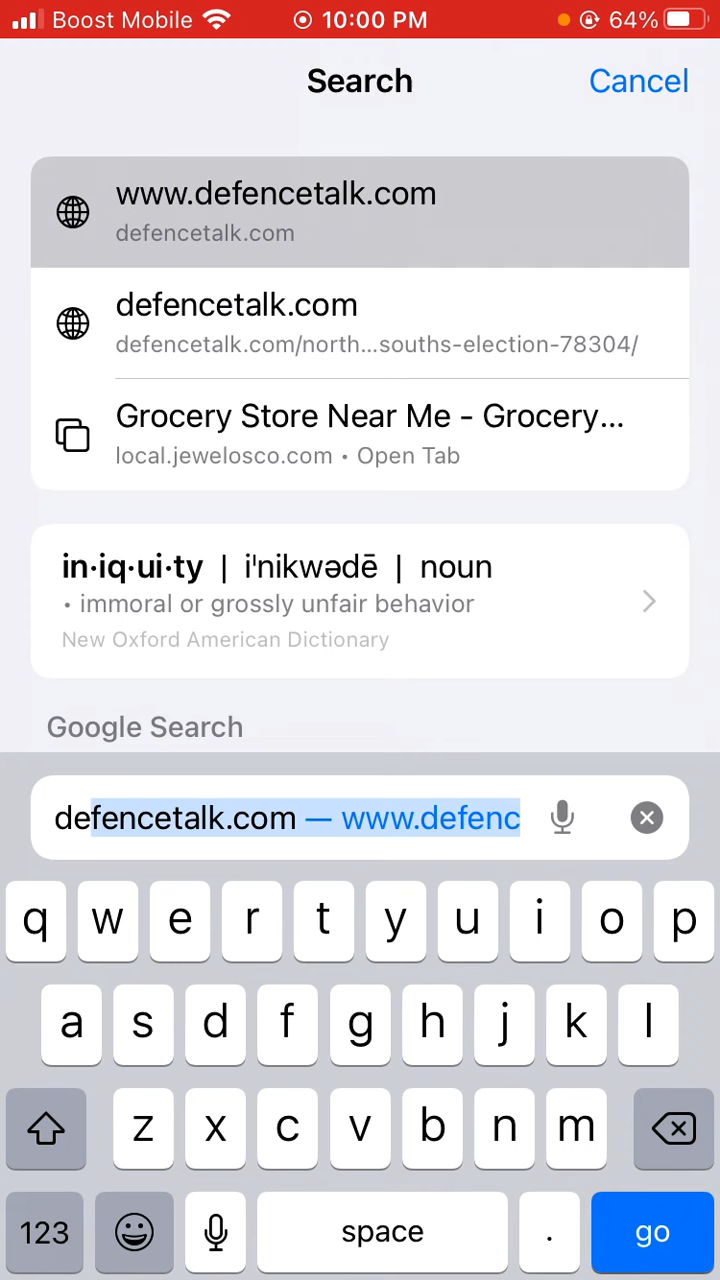 Boost Mobile 10:00 PM 64%
Search Cancel
www.defencetalk.com
defencetalk.com
defencetalk.com
defencetalk.com/north...souths-election-78304/
Grocery Store Near Me - Grocery...
local.jewelosco.com • Open Tab
in·iq·ui·ty | iˈnikwədē | noun
• immoral or grossly unfair behavior
New Oxford American Dictionary
Google Search
defencetalk.com — www.defenc
q w e r t y u i o p
a s d f g h j k l
z x c v b n m
123 space . go